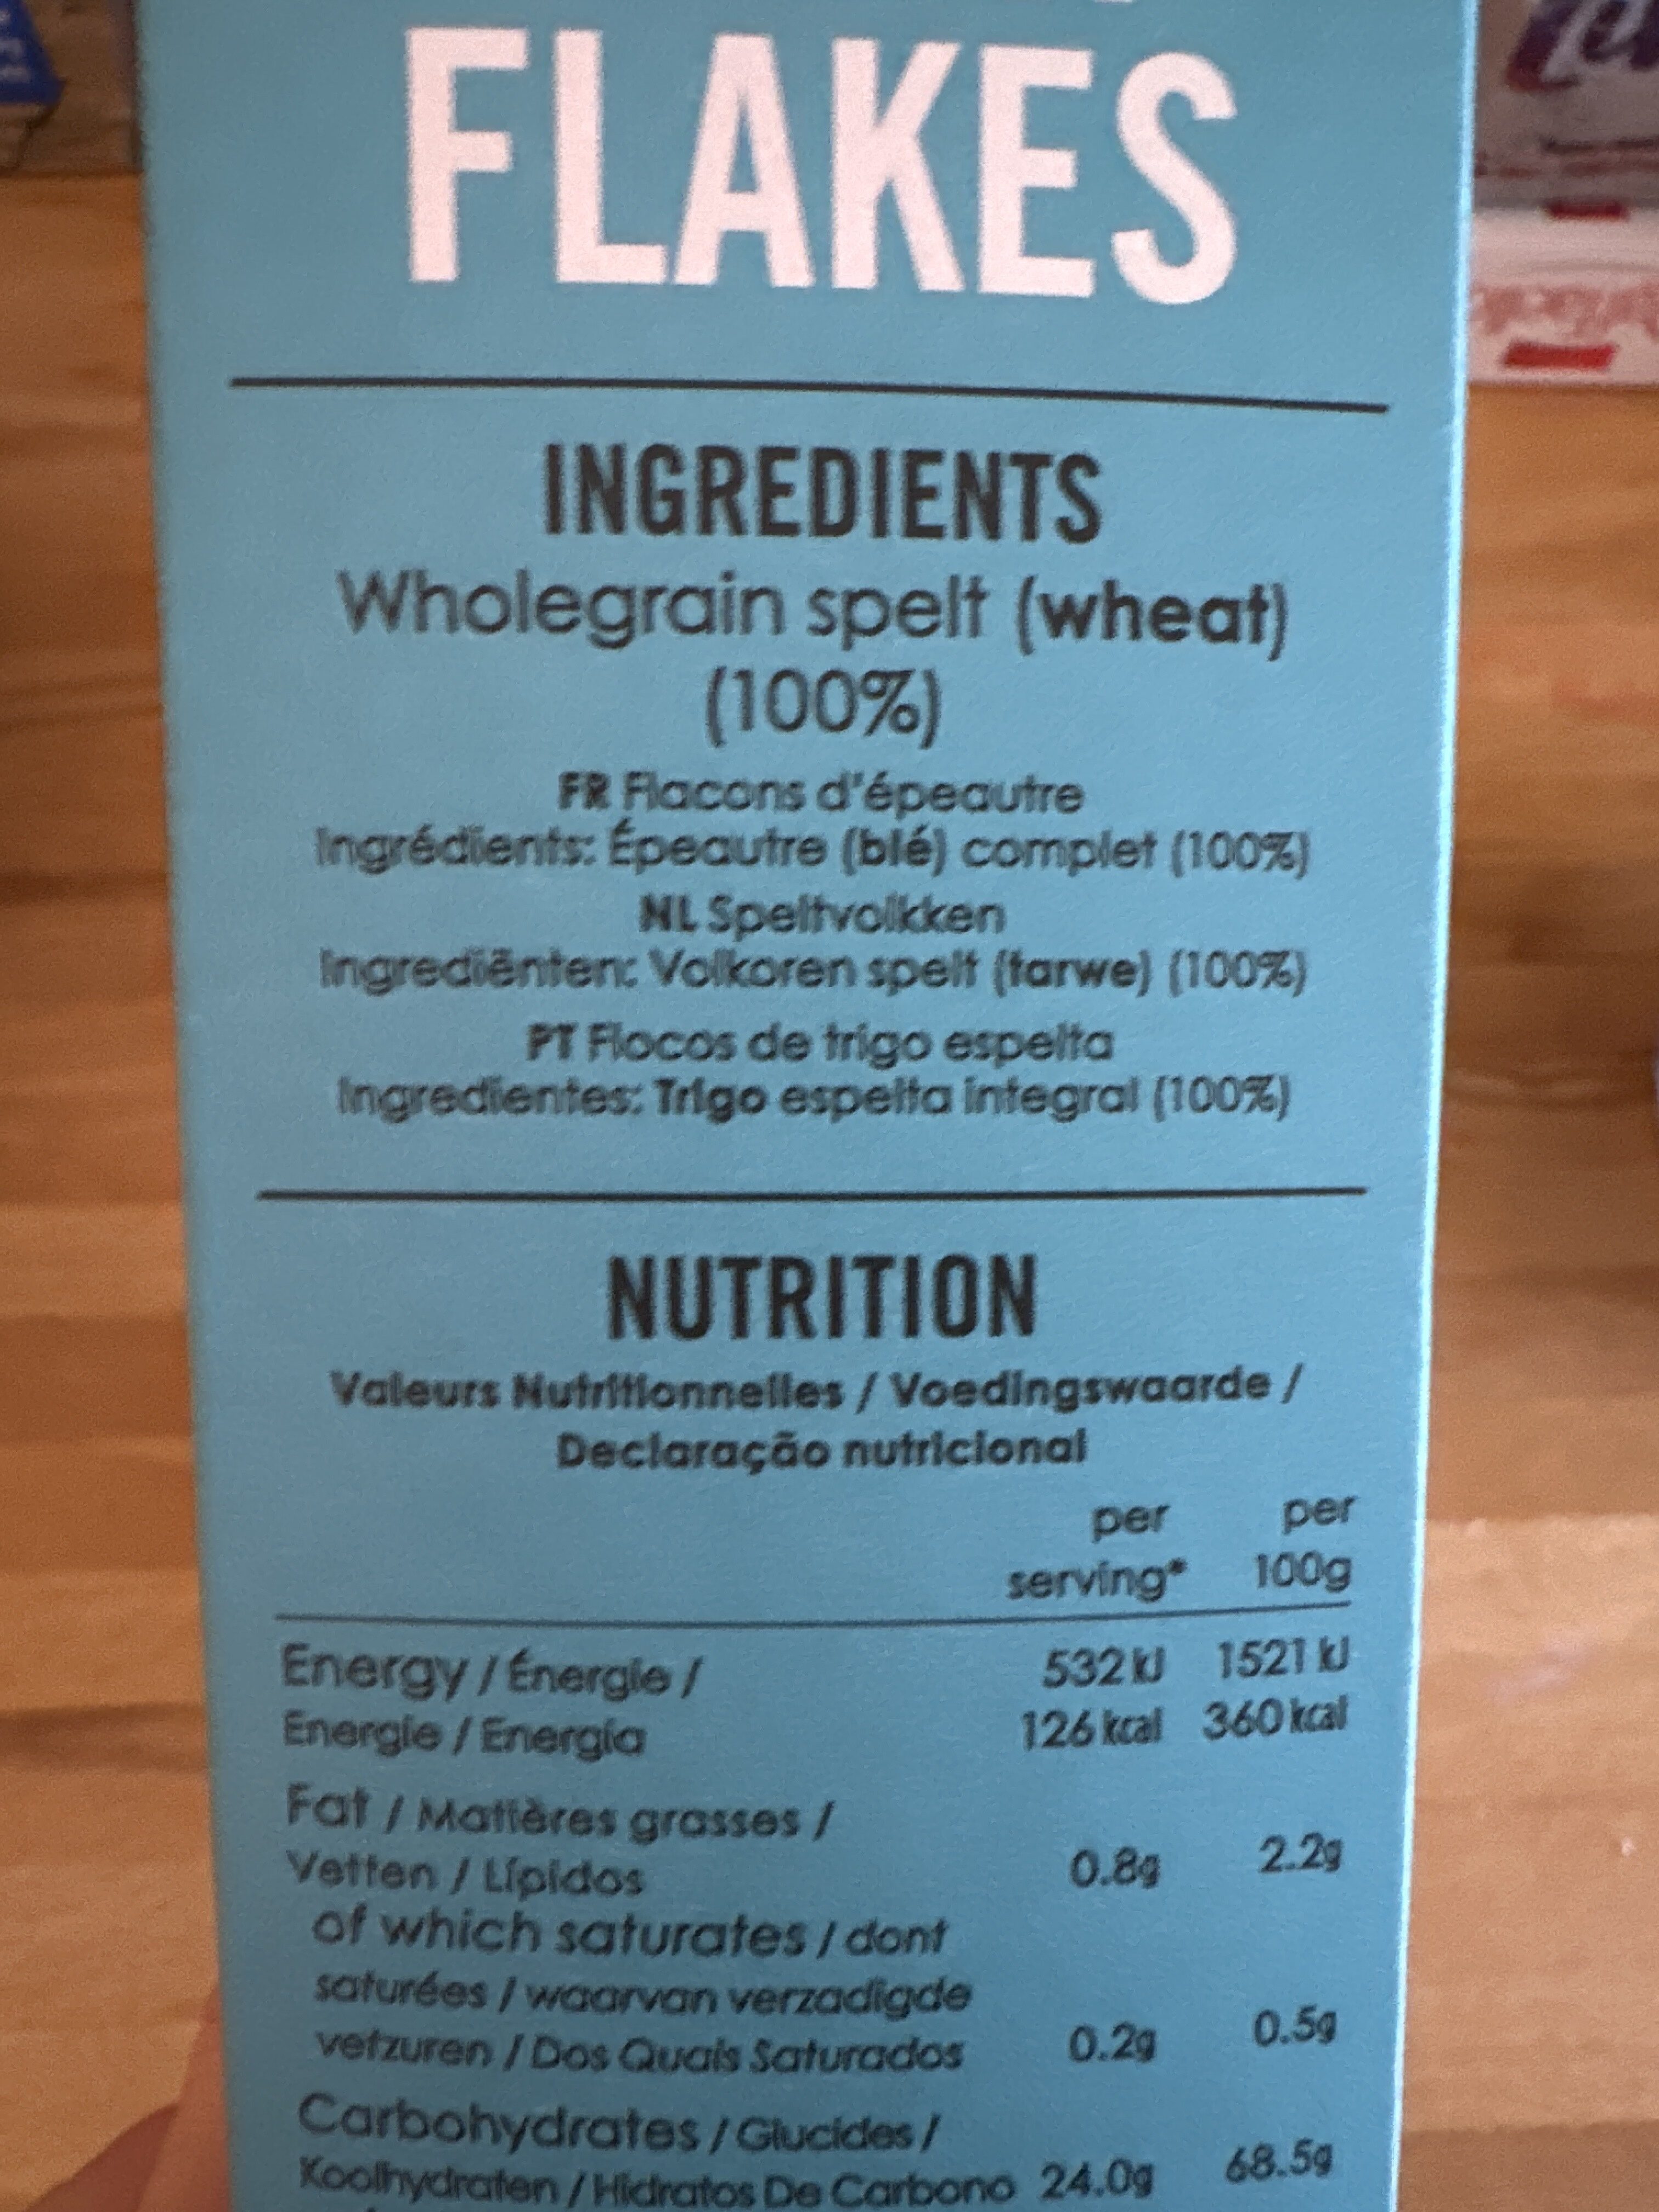 FLAKES
INGREDIENTS
Wholegrain spelt (wheat)
(100%)
FR Flacons d'épeautre
Ingrédients: Épeautre (blé) complet (100%)
NL Speltvolkken
Ingrediënten: Volkoren spelt (tarwe) (100%)
PT Flocos de trigo espelta
Ingredientes: Trigo espelta integral (100%)
NUTRITION
Valeurs Nutritionnelles / Voedingswaarde /
Declaração nutricional
per per
serving* 100g
Energy / Énergie / 532 kJ 1521 kJ
Energie / Energía 126 kcal 360 kcal
Fat / Matières grasses /
Vetten / Lípidos 0.8g 2.2g
of which saturates / dont
saturées / waarvan verzadigde
vetzuren / Dos Quais Saturados 0.2g 0.5g
Carbohydrates / Glucides /
Koolhydraten / Hidratos De Carbono 24.0g 68.5g